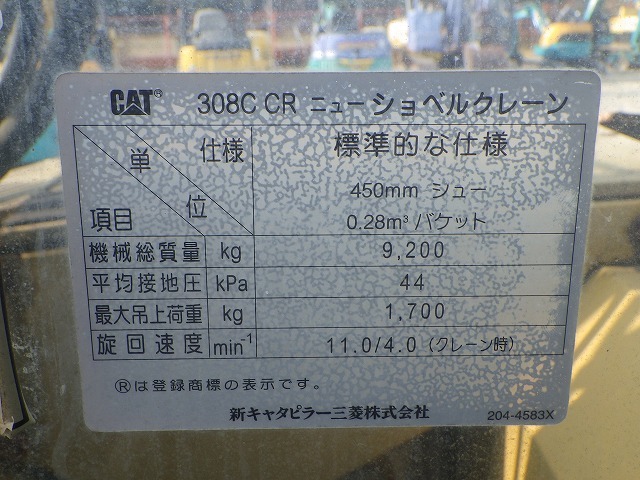 CAT® 308C CR ニューショベルクレーン
単位 仕様 標準的な仕様
項目 450mm シュー
0.28m³バケット
機械総質量 kg 9,200
平均接地圧 kPa 44
最大吊上荷重 kg 1,700
旋回速度 min⁻¹ 11.0/4.0 (クレーン時)
Ⓡは登録商標の表示です。
新キャタピラー三菱株式会社
204-4583X